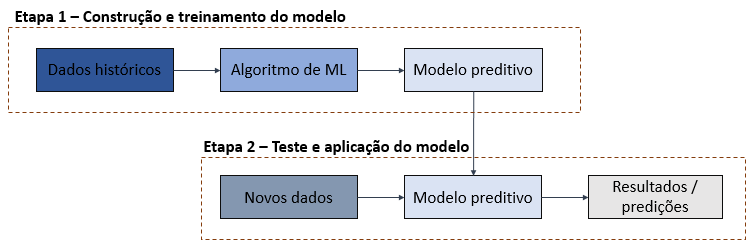 Etapa 1 – Construção e treinamento do modelo
Dados históricos
Algoritmo de ML
Modelo preditivo
Etapa 2 – Teste e aplicação do modelo
Novos dados
Modelo preditivo
Resultados /
predições